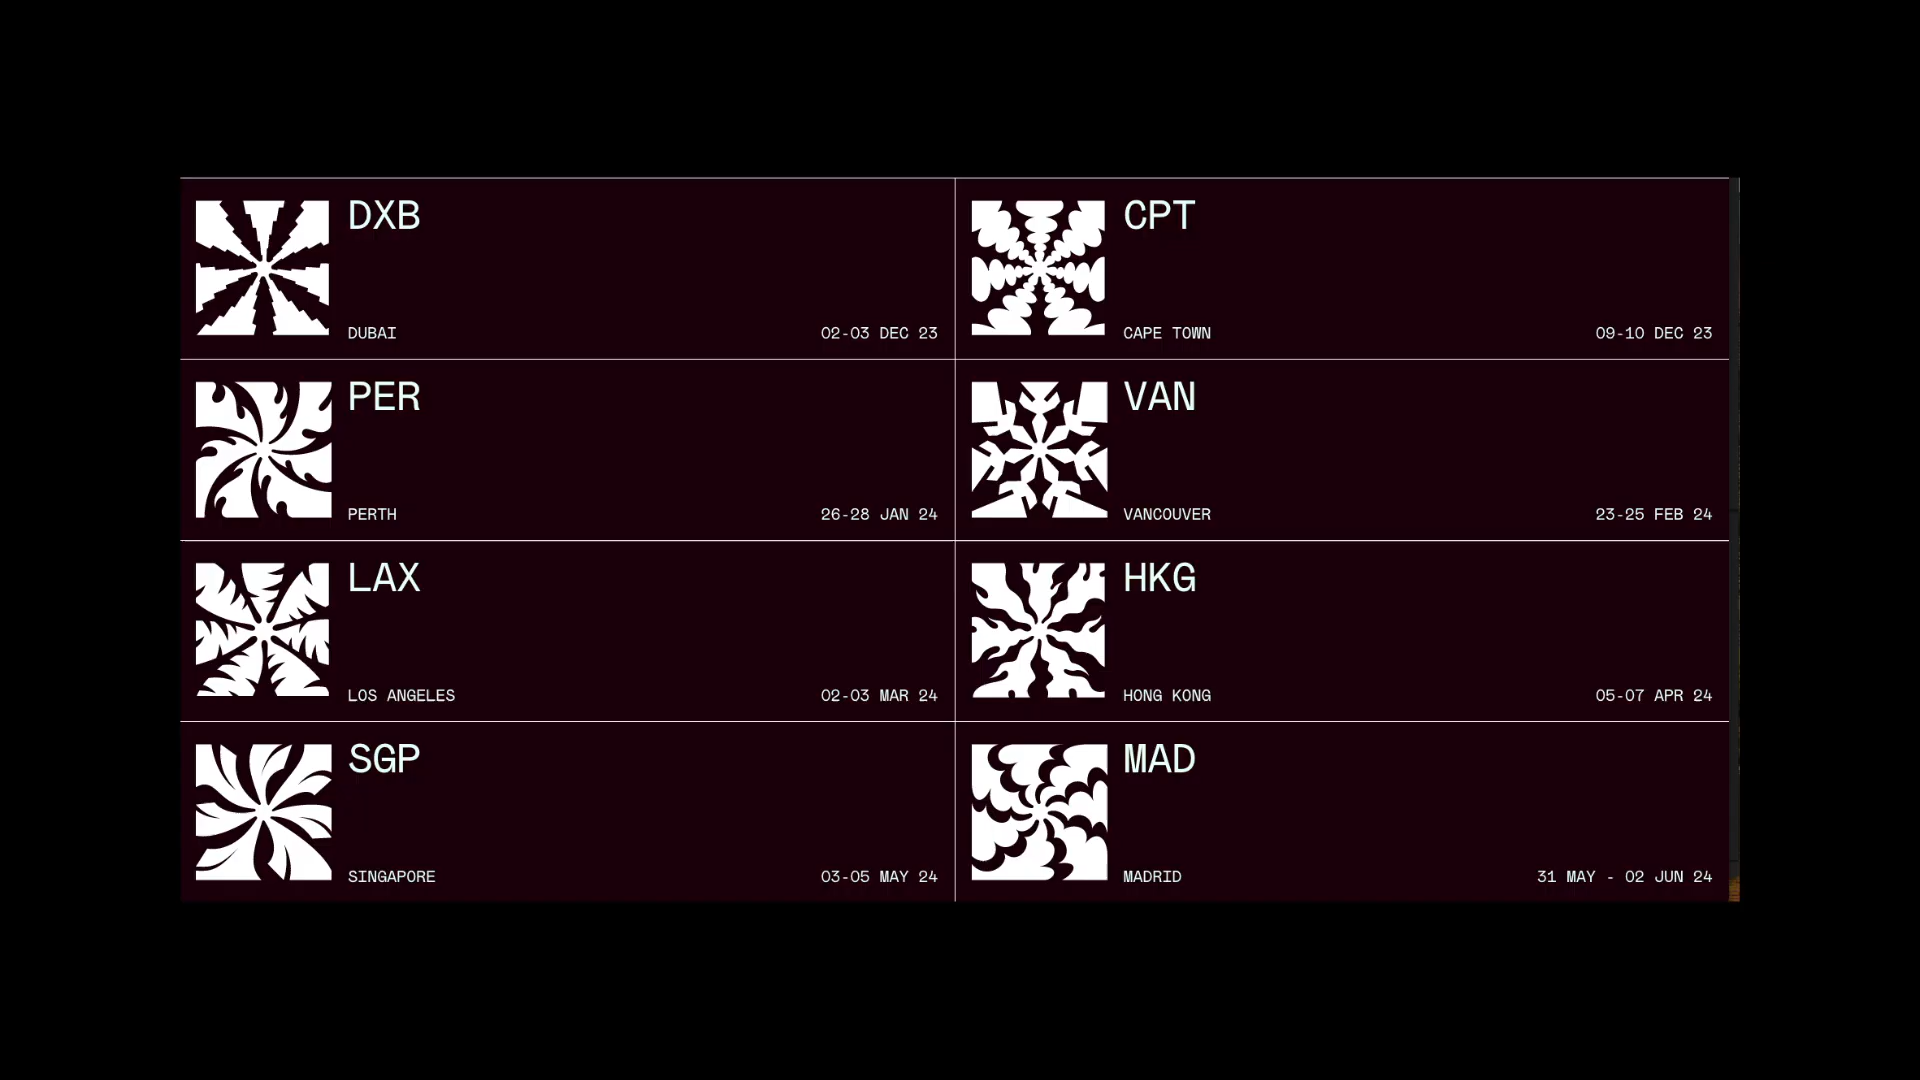 DXB
DUBAI
02-03 DEC 23
CPT
CAPE TOWN
09-10 DEC 23
PER
PERTH
26-28 JAN 24
VAN
VANCOUVER
23-25 FEB 24
LAX
LOS ANGELES
02-03 MAR 24
HKG
HONG KONG
05-07 APR 24
SGP
SINGAPORE
03-05 MAY 24
MAD
MADRID
31 MAY - 02 JUN 24